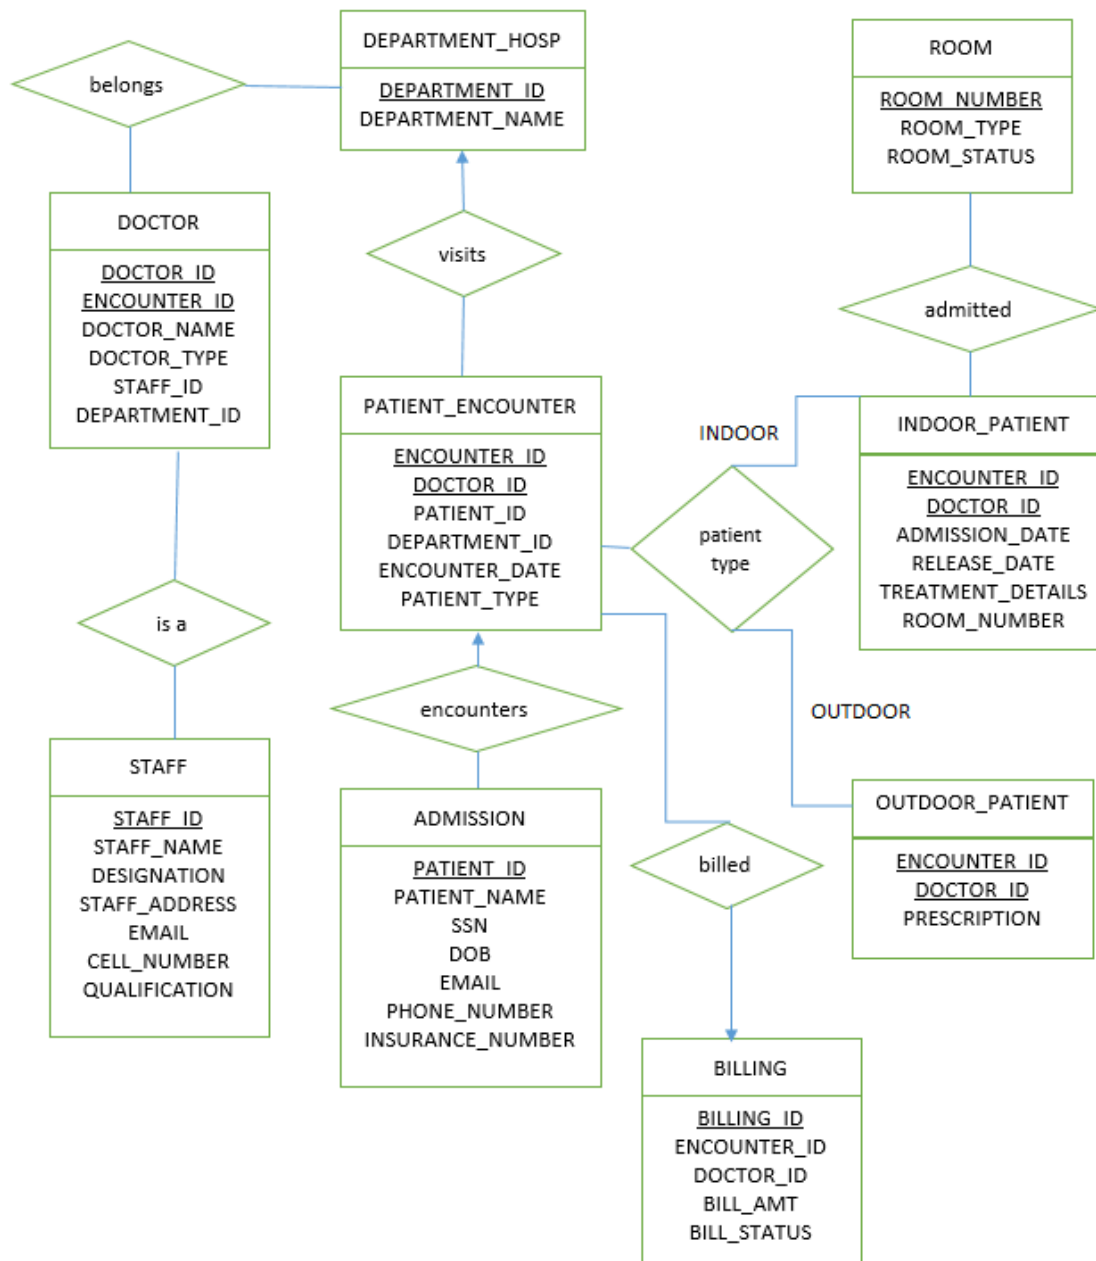 DEPARTMENT_HOSP
DEPARTMENT_ID
DEPARTMENT_NAME
belongs
ROOM
ROOM_NUMBER
ROOM_TYPE
ROOM_STATUS
DOCTOR
DOCTOR_ID
ENCOUNTER_ID
DOCTOR_NAME
DOCTOR_TYPE
STAFF_ID
DEPARTMENT_ID
visits
admitted
PATIENT_ENCOUNTER
ENCOUNTER_ID
DOCTOR_ID
PATIENT_ID
DEPARTMENT_ID
ENCOUNTER_DATE
PATIENT_TYPE
INDOOR
patient
type
INDOOR_PATIENT
ENCOUNTER_ID
DOCTOR_ID
ADMISSION_DATE
RELEASE_DATE
TREATMENT_DETAILS
ROOM_NUMBER
is a
encounters
OUTDOOR
STAFF
STAFF_ID
STAFF_NAME
DESIGNATION
STAFF_ADDRESS
EMAIL
CELL_NUMBER
QUALIFICATION
ADMISSION
PATIENT_ID
PATIENT_NAME
SSN
DOB
EMAIL
PHONE_NUMBER
INSURANCE_NUMBER
billed
OUTDOOR_PATIENT
ENCOUNTER_ID
DOCTOR_ID
PRESCRIPTION
BILLING
BILLING_ID
ENCOUNTER_ID
DOCTOR_ID
BILL_AMT
BILL_STATUS